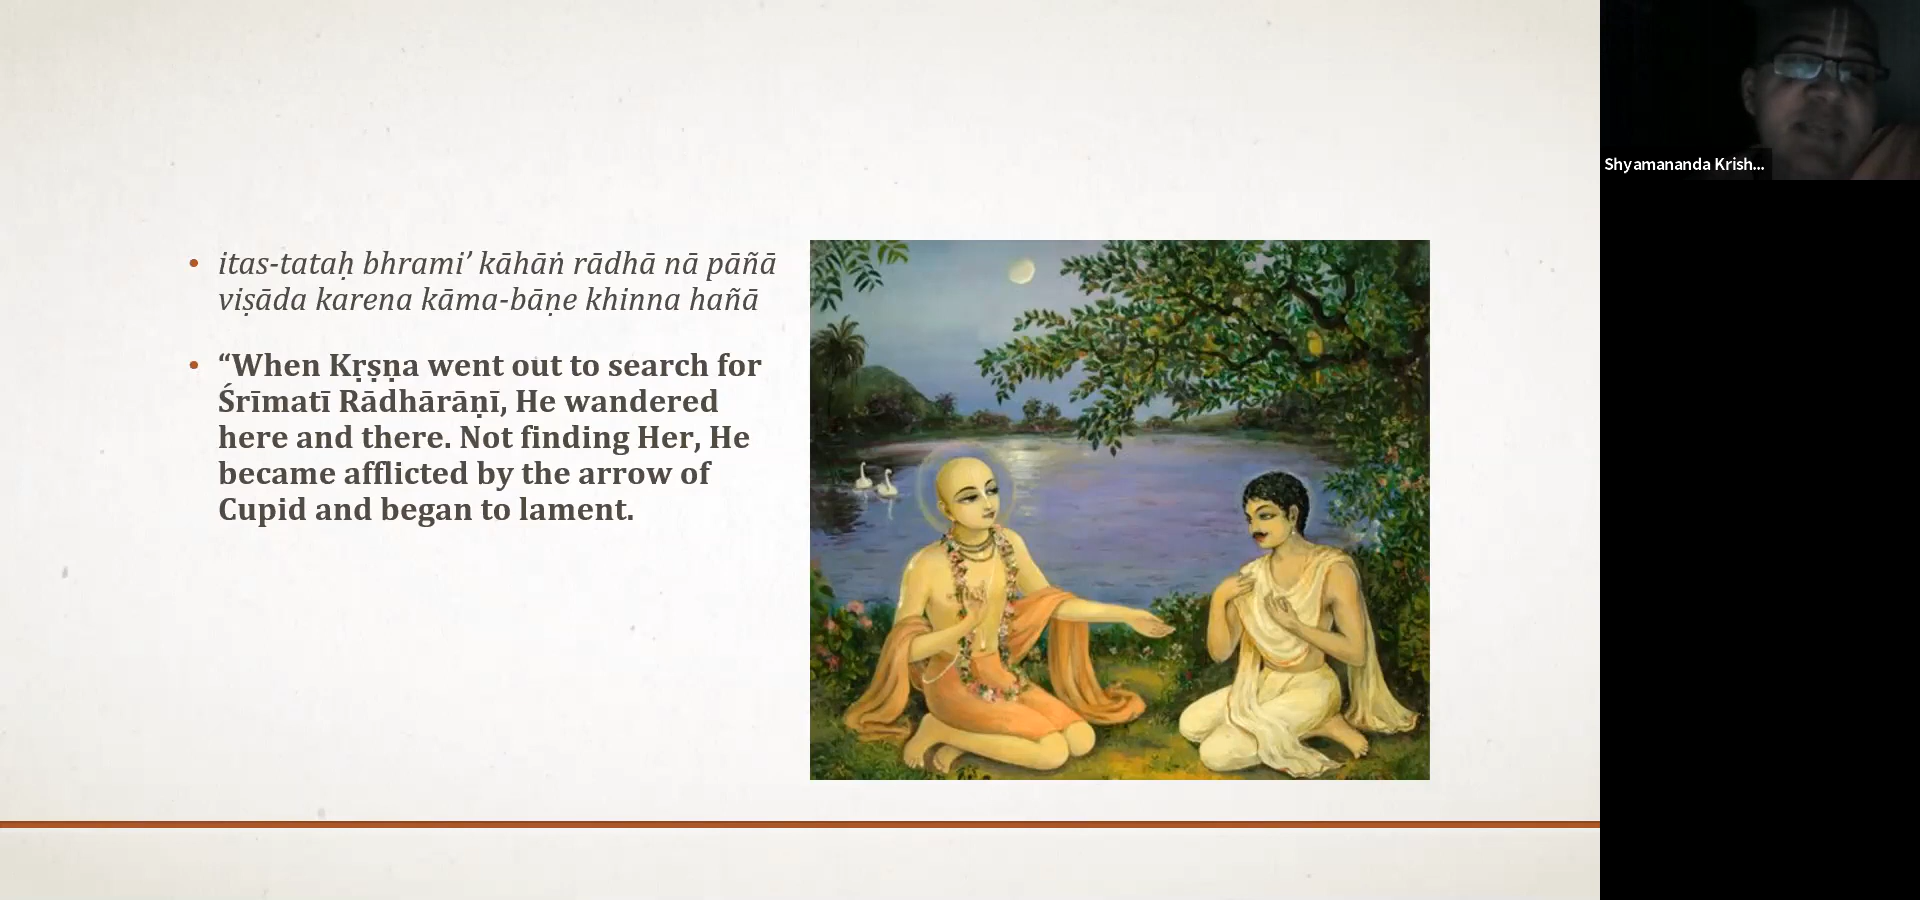 itas-tataḥ bhrami’ kāhāṅ rādhā nā pāñā
viṣāda karena kāma-bāṇe khinna hañā
“When Kṛṣṇa went out to search for
Śrīmatī Rādhārāṇī, He wandered
here and there. Not finding Her, He
became afflicted by the arrow of
Cupid and began to lament.
Shyamananda Krish...